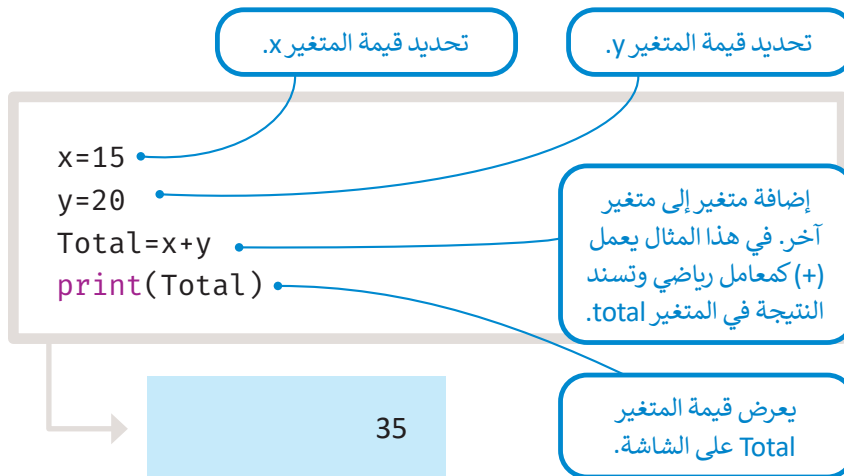 تحديد قيمة المتغير x.
تحديد قيمة المتغير y.
x=15
y=20
Total=x+y
print(Total)
إضافة متغير إلى متغير
آخر. في هذا المثال يعمل
(+) كمعامل رياضي وتسند
النتيجة في المتغير total.
يعرض قيمة المتغير
Total على الشاشة.
35